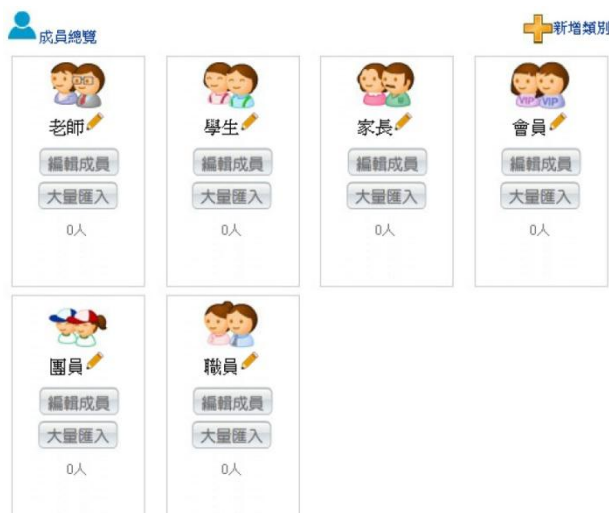 成員總覽
新增類別
老師
編輯成員
大量匯入
0人
學生
編輯成員
大量匯入
0人
家長
編輯成員
大量匯入
0人
會員
VIP VIP
編輯成員
大量匯入
0人
團員
編輯成員
大量匯入
0人
職員
編輯成員
大量匯入
0人